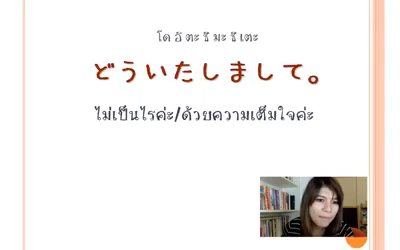 โด อิ ตะ ชิ มะ ชิ เตะ
どういたしまして。
ไม่เป็นไรค่ะ/ด้วยความเต็มใจค่ะ